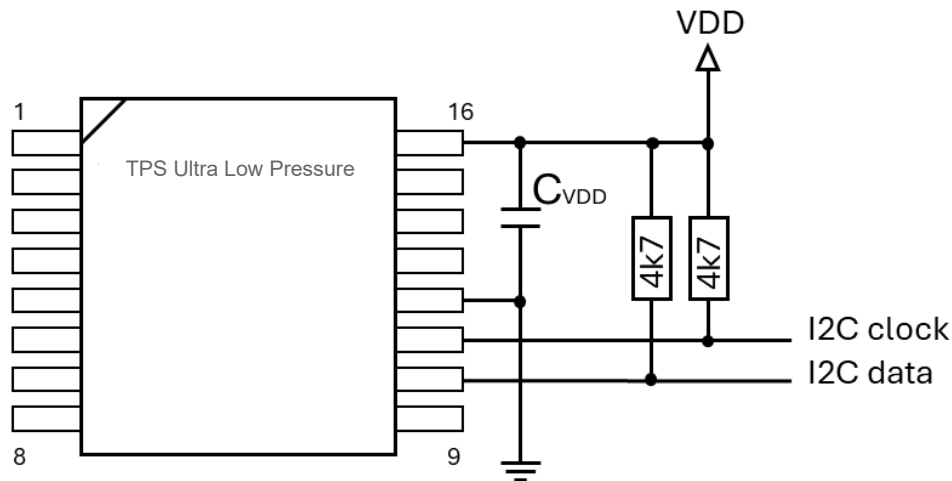 VDD
1
16
TPS Ultra Low Pressure
CVDD
4k7
4k7
I2C clock
I2C data
8
9